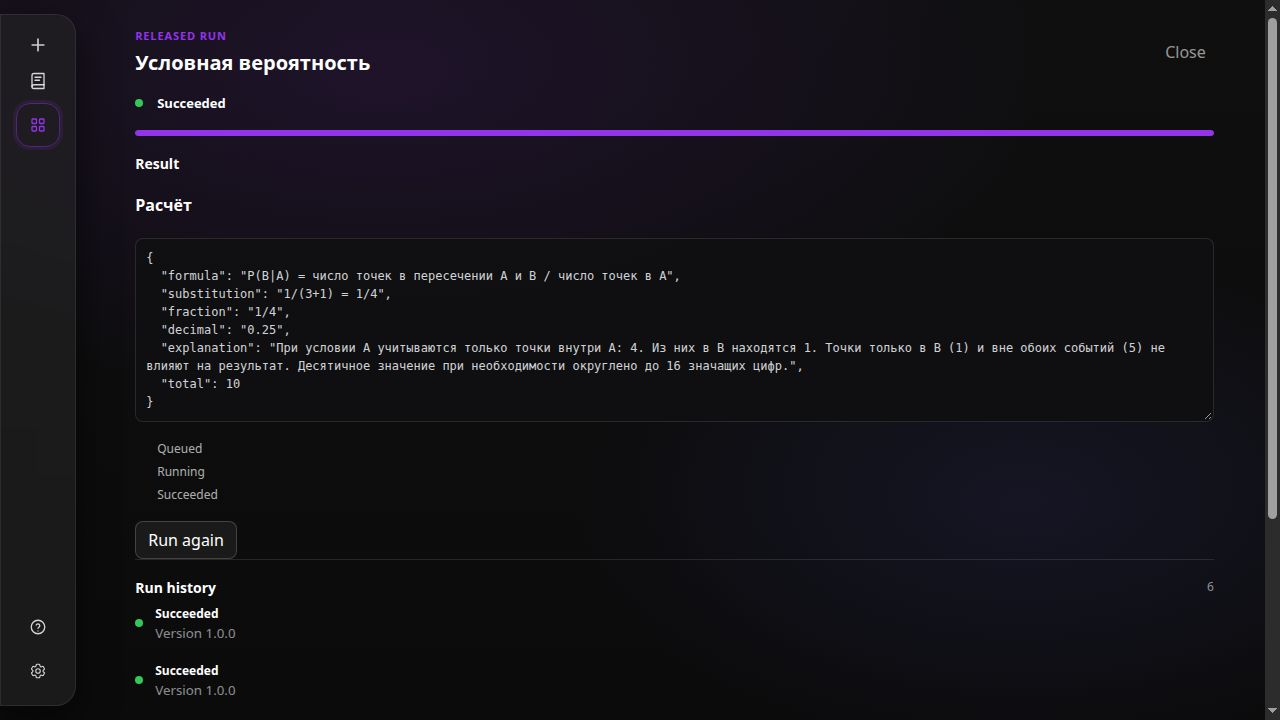 RELEASED RUN
Условная вероятность
Close
Succeeded
Result
Расчёт
{
"formula": "P(B|A) = число точек в пересечении A и B / число точек в A",
"substitution": "1/(3+1) = 1/4",
"fraction": "1/4",
"decimal": "0.25",
"explanation": "При условии A учитываются только точки внутри A: 4. Из них в B находятся 1. Точки только в B (1) и вне обоих событий (5) не
влияют на результат. Десятичное значение при необходимости округлено до 16 значащих цифр.",
"total": 10
}
Queued
Running
Succeeded
Run again
Run history
6
Succeeded
Version 1.0.0
Succeeded
Version 1.0.0